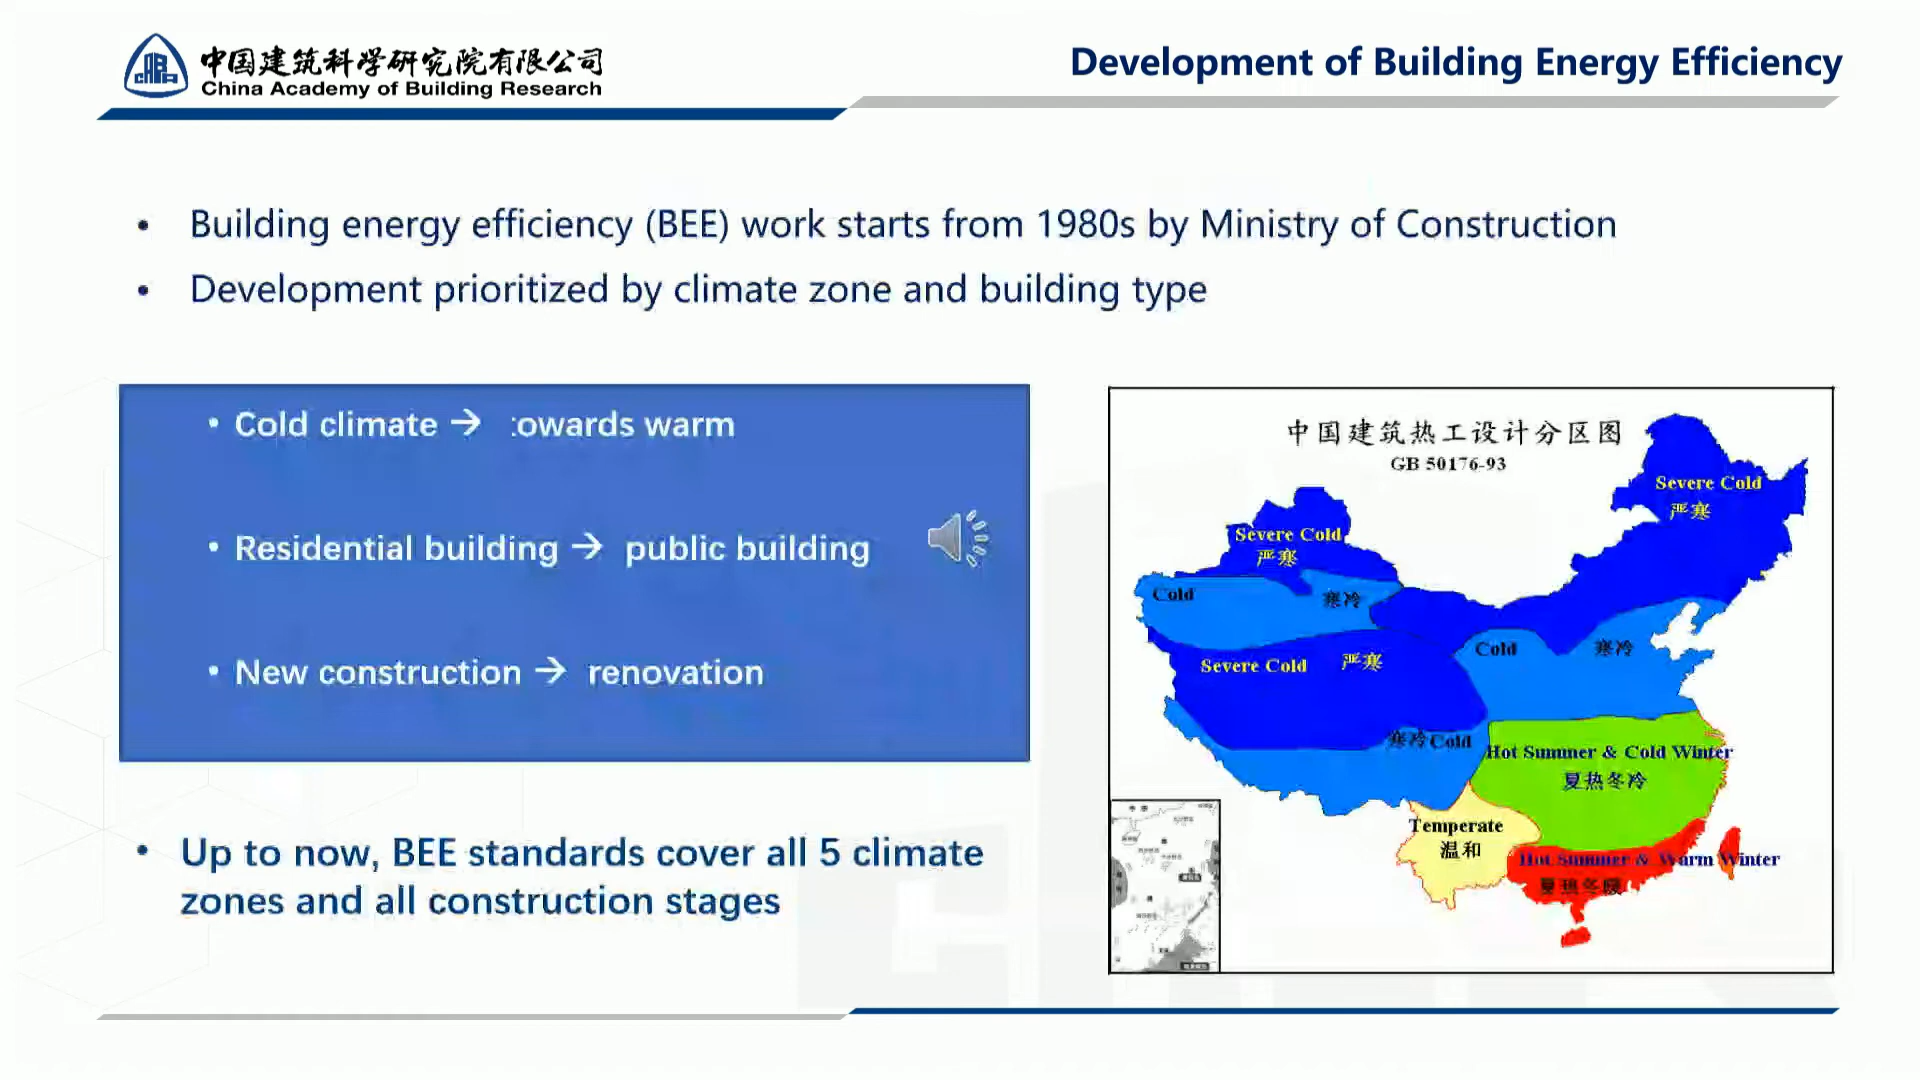 中国建筑科学研究院有限公司
China Academy of Building Research
Development of Building Energy Efficiency
• Building energy efficiency (BEE) work starts from 1980s by Ministry of Construction
• Development prioritized by climate zone and building type
• Cold climate → towards warm
• Residential building → public building
• New construction → renovation
• Up to now, BEE standards cover all 5 climate
zones and all construction stages
中国建筑热工设计分区图
GB 50176-93
Severe Cold
严寒
Severe Cold
严寒
Cold 寒冷
Cold 寒冷
Severe Cold 严寒
寒冷 Cold
Hot Summer & Cold Winter
夏热冬冷
Temperate
温和
Hot Summer & Warm Winter
夏热冬暖